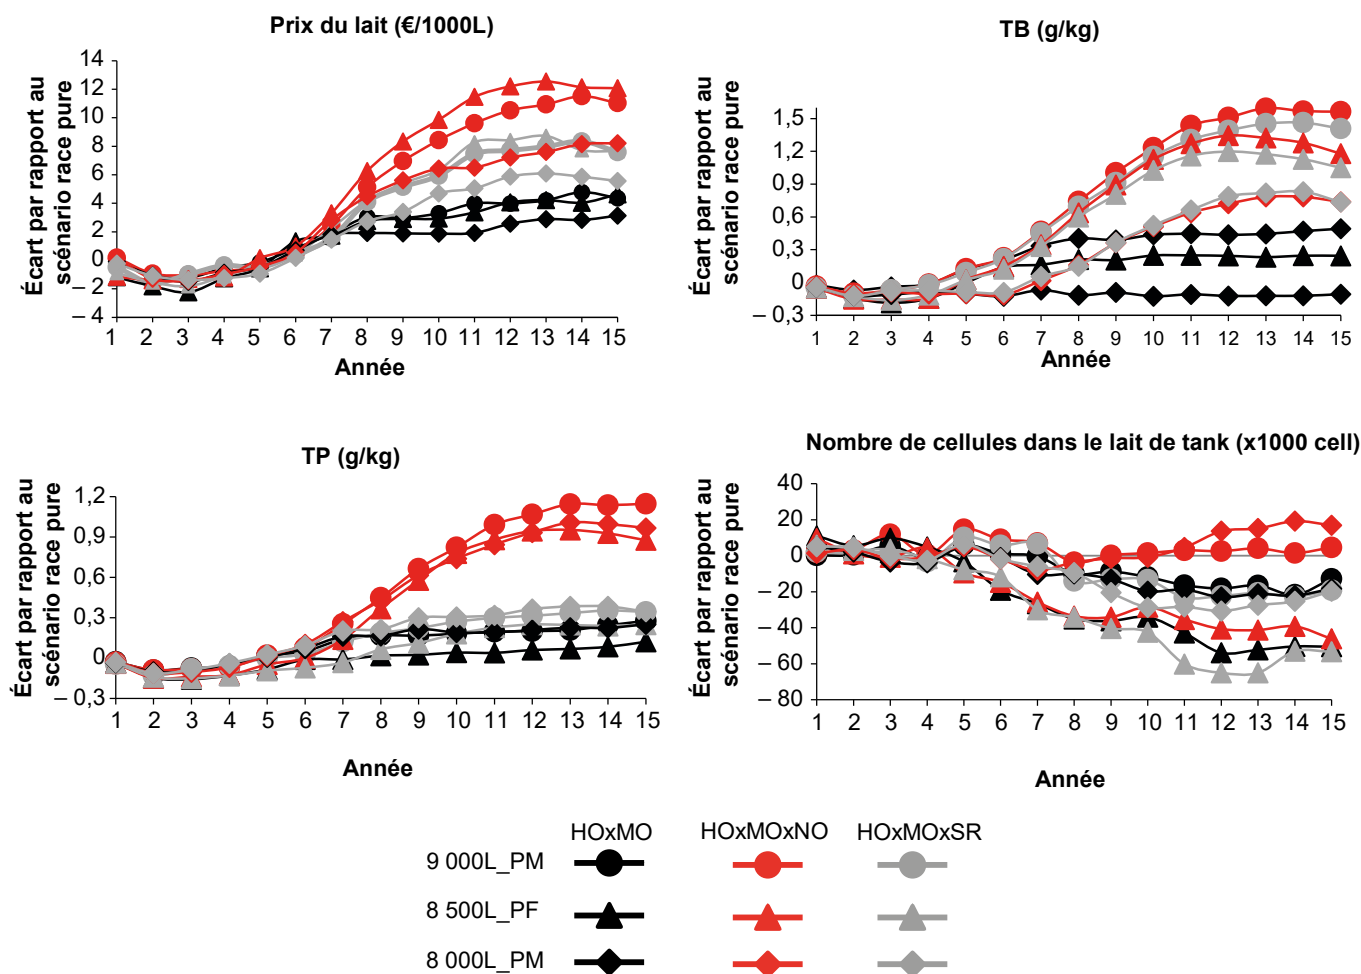 Prix du lait (€/1000L)
Écart par rapport au
scénario race pure
14
12
10
8
6
4
2
0
– 2
– 4
1 2 3 4 5 6 7 8 9 10 11 12 13 14 15
Année
TB (g/kg)
Écart par rapport au
scénario race pure
1,5
1,2
0,9
0,6
0,3
0
– 0,3
1 2 3 4 5 6 7 8 9 10 11 12 13 14 15
Année
TP (g/kg)
Écart par rapport au
scénario race pure
1,2
0,9
0,6
0,3
0
– 0,3
1 2 3 4 5 6 7 8 9 10 11 12 13 14 15
Année
Nombre de cellules dans le lait de tank (x1000 cell)
Écart par rapport au
scénario race pure
40
20
0
– 20
– 40
– 60
– 80
1 2 3 4 5 6 7 8 9 10 11 12 13 14 15
Année
HOxMO HOxMOxNO HOxMOxSR
9 000L_PM
8 500L_PF
8 000L_PM